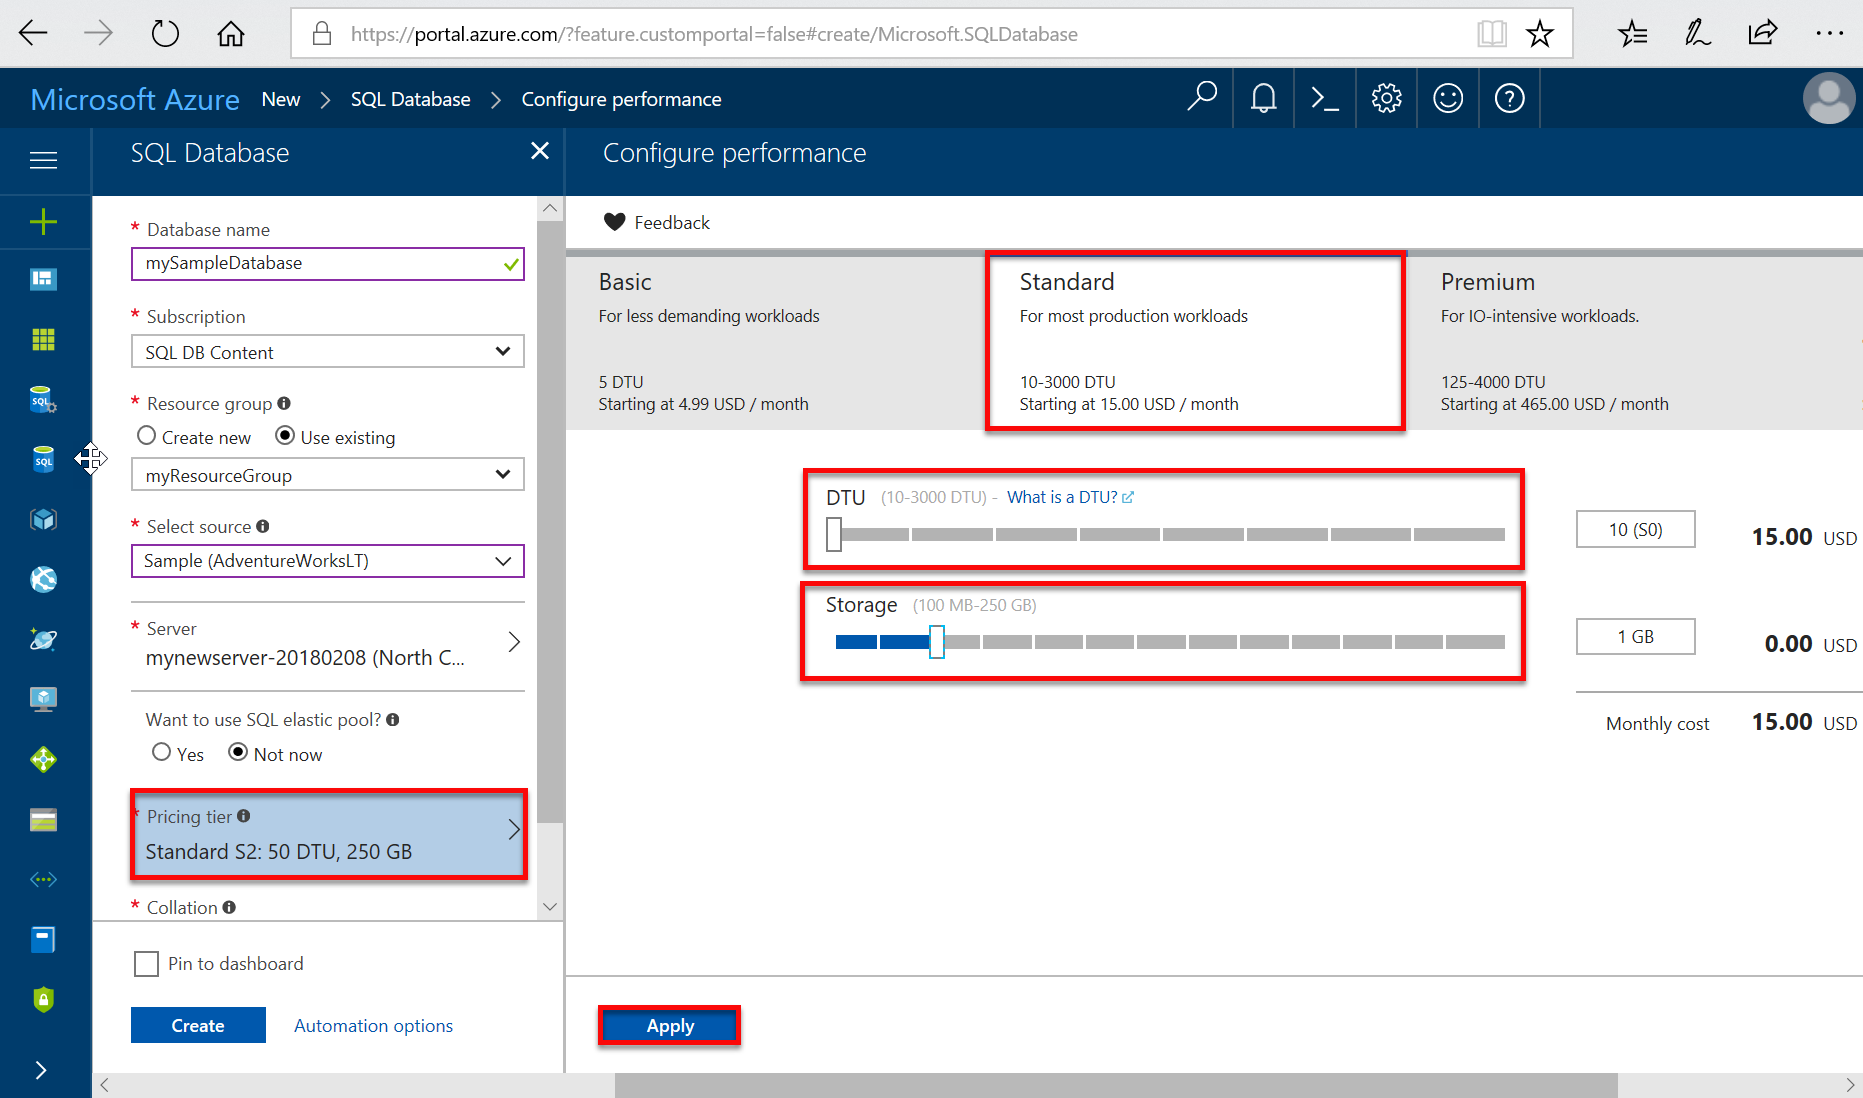 https://portal.azure.com/?feature.customportal=false#create/Microsoft.SQLDatabase
Microsoft Azure New > SQL Database > Configure performance
SQL Database
* Database name
mySampleDatabase
* Subscription
SQL DB Content
* Resource group
Create new Use existing
myResourceGroup
* Select source
Sample (AdventureWorksLT)
* Server
mynewserver-20180208 (North C...
Want to use SQL elastic pool?
Yes Not now
* Pricing tier
Standard S2: 50 DTU, 250 GB
* Collation
Pin to dashboard
Create Automation options
Configure performance
Feedback
Basic
For less demanding workloads
5 DTU
Starting at 4.99 USD / month
Standard
For most production workloads
10-3000 DTU
Starting at 15.00 USD / month
Premium
For IO-intensive workloads.
125-4000 DTU
Starting at 465.00 USD / month
DTU (10-3000 DTU) - What is a DTU?
10 (S0) 15.00 USD
Storage (100 MB-250 GB)
1 GB 0.00 USD
Monthly cost 15.00 USD
Apply
SQL
SQL